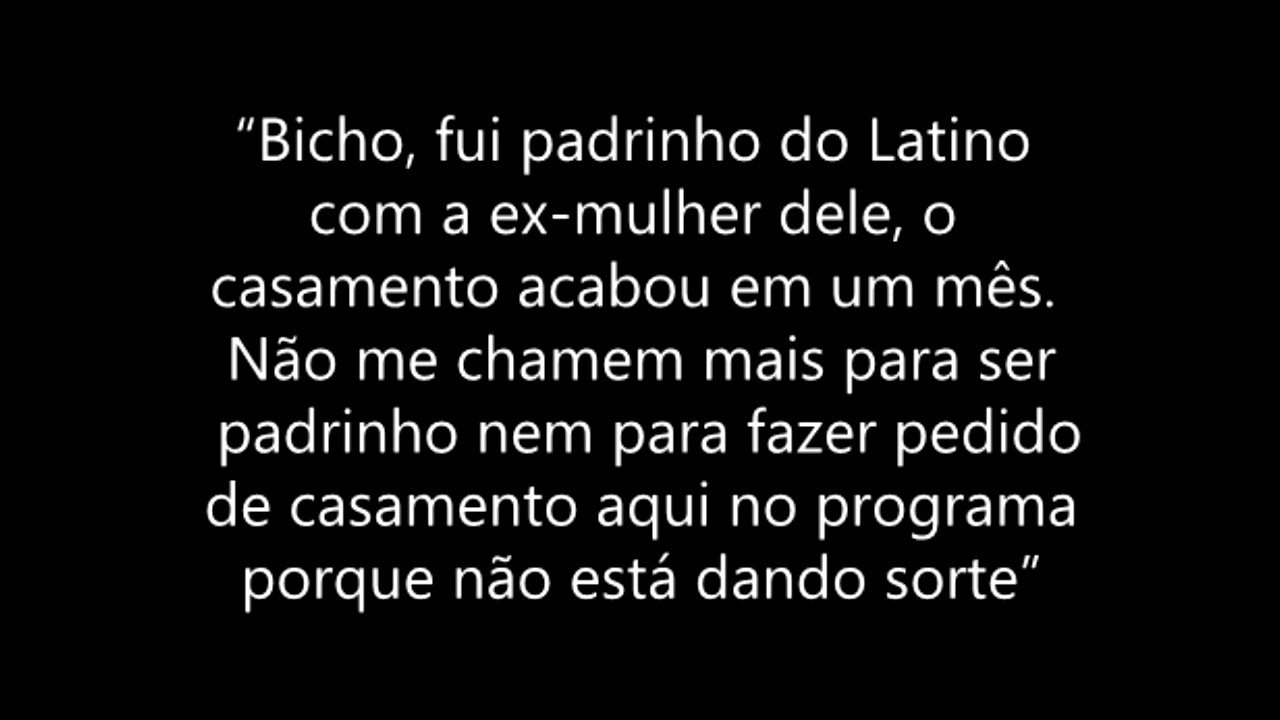 “Bicho, fui padrinho do Latino
com a ex-mulher dele, o
casamento acabou em um mês.
Não me chamem mais para ser
padrinho nem para fazer pedido
de casamento aqui no programa
porque não está dando sorte”